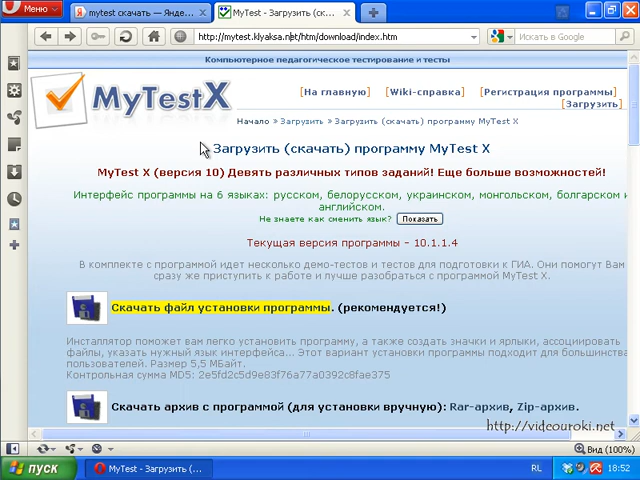 Меню
mytest скачать — Янде...
MyTest - Загрузить (ск...
http://mytest.klyaksa.net/htm/download/index.htm
Искать с Google
Компьютерное педагогическое тестирование и тесты
MyTestX
[На главную] [Wiki-справка] [Регистрация программы]
[Загрузить]
Начало » Загрузить » Загрузить (скачать) программу MyTest X
Загрузить (скачать) программу MyTest X
MyTest X (версия 10) Девять различных типов заданий! Еще больше возможностей!
Интерфейс программы на 6 языках: русском, белорусском, украинском, монгольском, болгарском и
английском.
Не знаете как сменить язык? Показать
Текущая версия программы - 10.1.1.4
В комплекте с программой идет несколько демо-тестов и тестов для подготовки к ГИА. Они помогут Вам
сразу же приступить к работе и лучше разобраться с программой MyTest X.
Скачать файл установки программы. (рекомендуется!)
Инсталлятор поможет вам легко установить программу, а также создать значки и ярлыки, ассоциировать
файлы, указать нужный язык интерфейса... Этот вариант установки программы подходит для большинства
пользователей. Размер 5,5 МБайт.
Контрольная сумма MD5: 2e5fd2c5d9e83f76a77a0392c8fae375
Скачать архив с программой (для установки вручную): Rar-архив, Zip-архив.
http://videouroki.net
Вид (100%)
пуск
MyTest - Загрузить (с...
RL
18:52